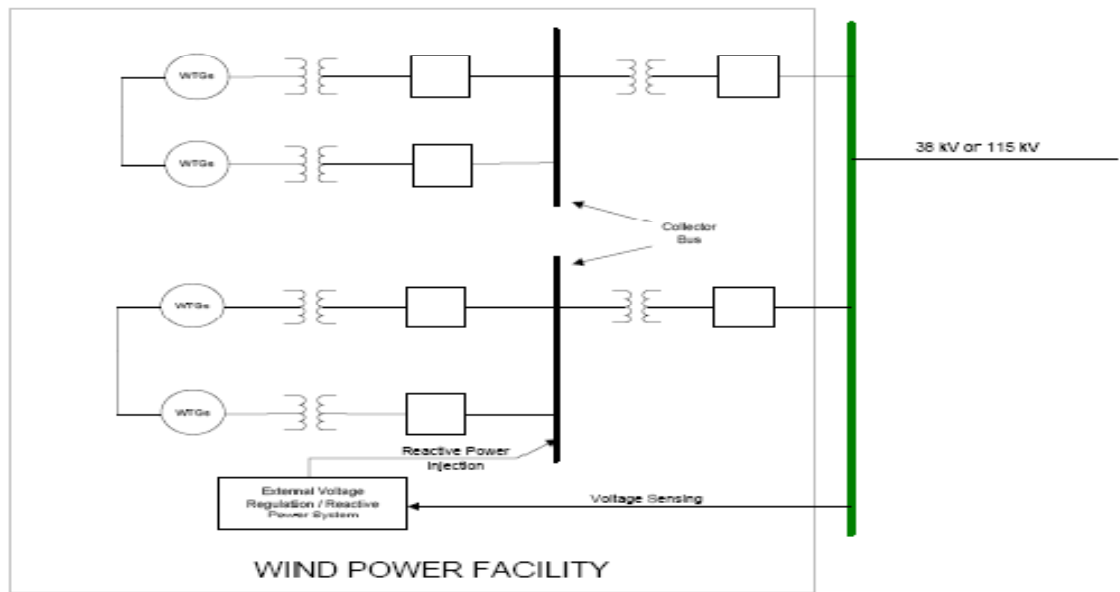 WTGs
38 kV or 115 kV
WTGs
Collector
Bus
WTGs
WTGs
Reactive Power
Injection
External Voltage
Regulation / Reactive
Power System
Voltage Sensing
WIND POWER FACILITY